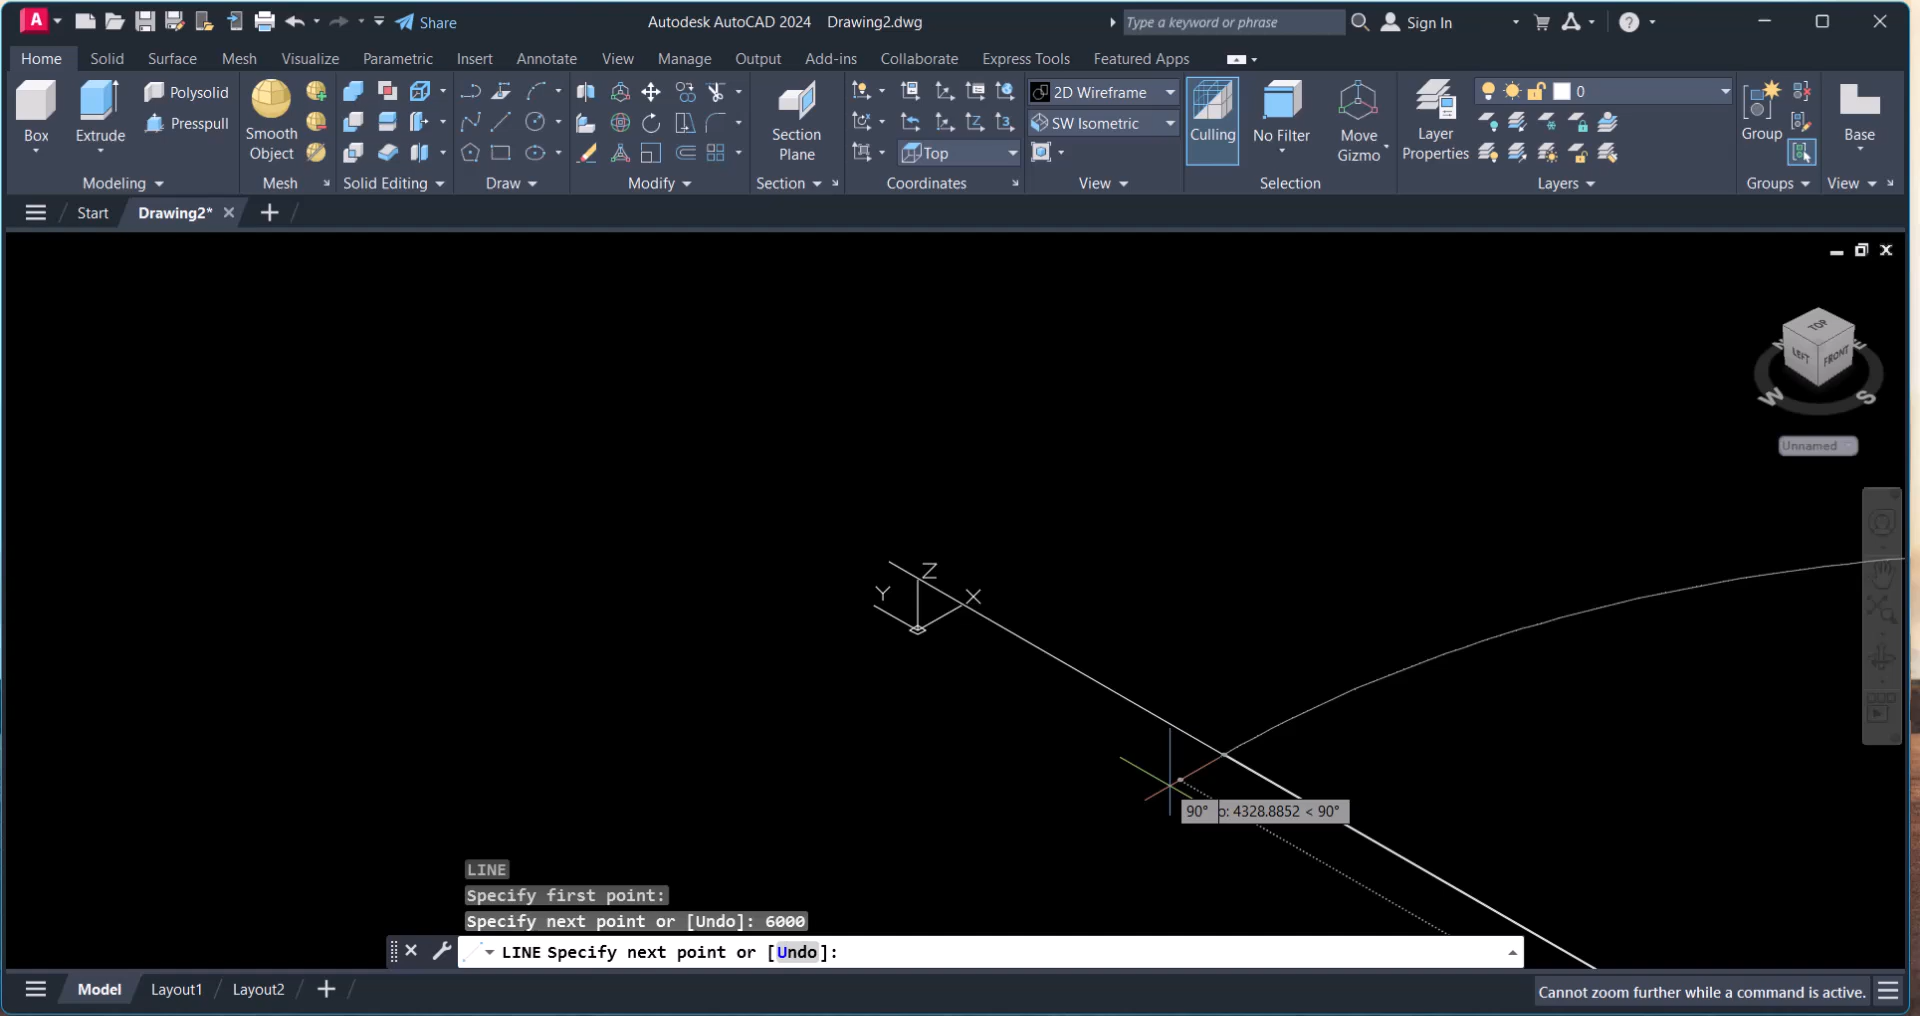 A Share Autodesk AutoCAD 2024 Drawing2.dwg Type a keyword or phrase Sign In
Home Solid Surface Mesh Visualize Parametric Insert Annotate View Manage Output Add-ins Collaborate Express Tools Featured Apps
Box Extrude Polysolid Presspull Smooth Object Section Plane Top 2D Wireframe SW Isometric Culling No Filter Move Gizmo Layer Properties 0 Group Base
Modeling Mesh Solid Editing Draw Modify Section Coordinates View Selection Layers Groups View
Start Drawing2*
TOP
LEFT FRONT
W S
Unnamed
Z
Y X
90° p: 4328.8852 < 90°
LINE
Specify first point:
Specify next point or [Undo]: 6000
LINE Specify next point or [Undo]:
Model Layout1 Layout2 Cannot zoom further while a command is active.